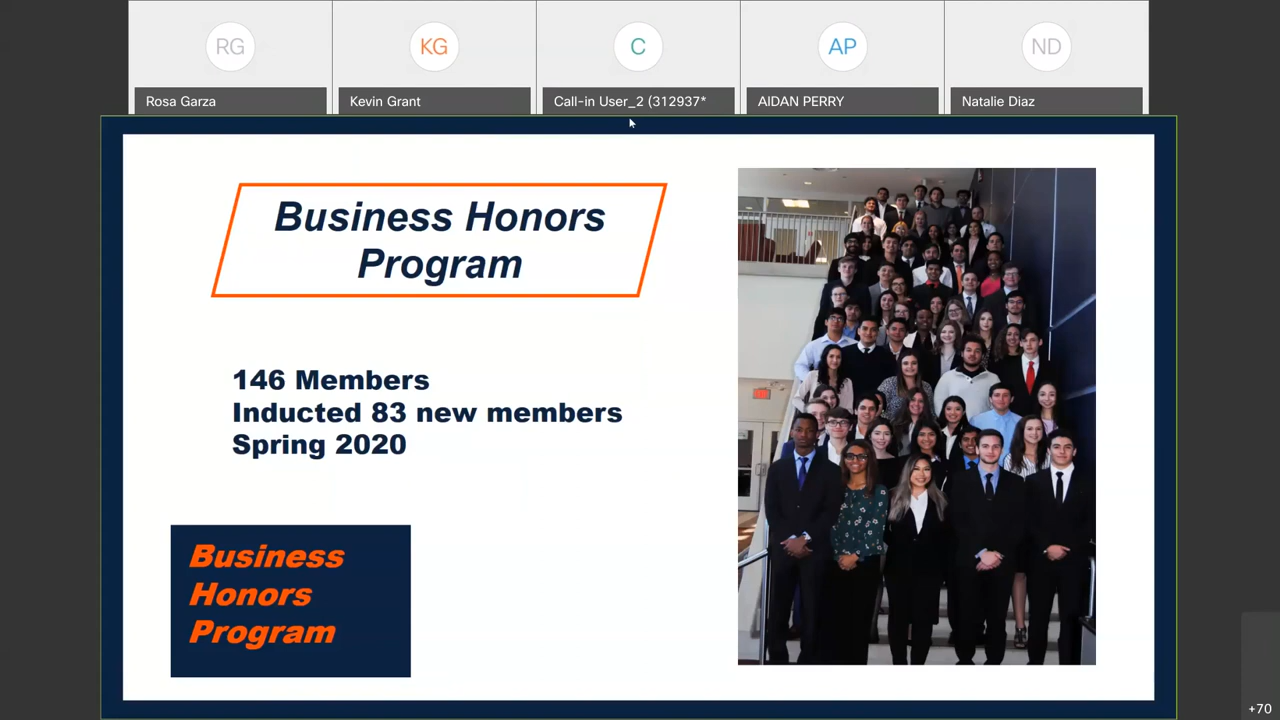 RG
KG
C
AP
ND
Rosa Garza
Kevin Grant
Call-in User_2 (312937*
AIDAN PERRY
Natalie Diaz
Business Honors
Program
146 Members
Inducted 83 new members
Spring 2020
Business
Honors
Program
+70